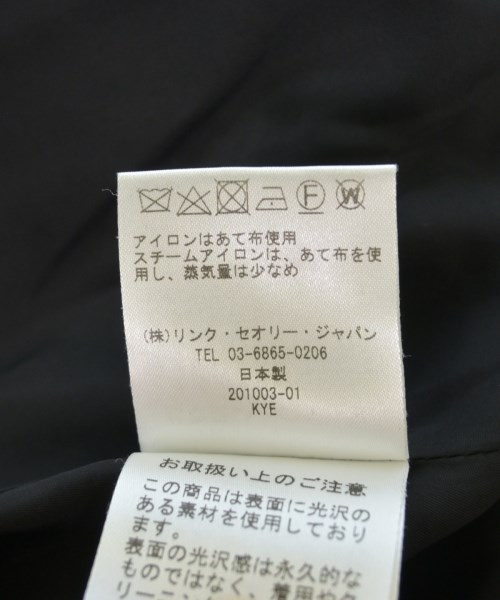 F W
アイロンはあて布使用
スチームアイロンは、あて布を使
用し、蒸気量は少なめ
(株)リンク・セオリー・ジャパン
TEL 03-6865-0206
日本製
201003-01
KYE
お取扱い上のご注意
この商品は表面に光沢の
ある素材を使用しており
ます。
表面の光沢感は永久的な
ものではなく、着用やク
リーニン